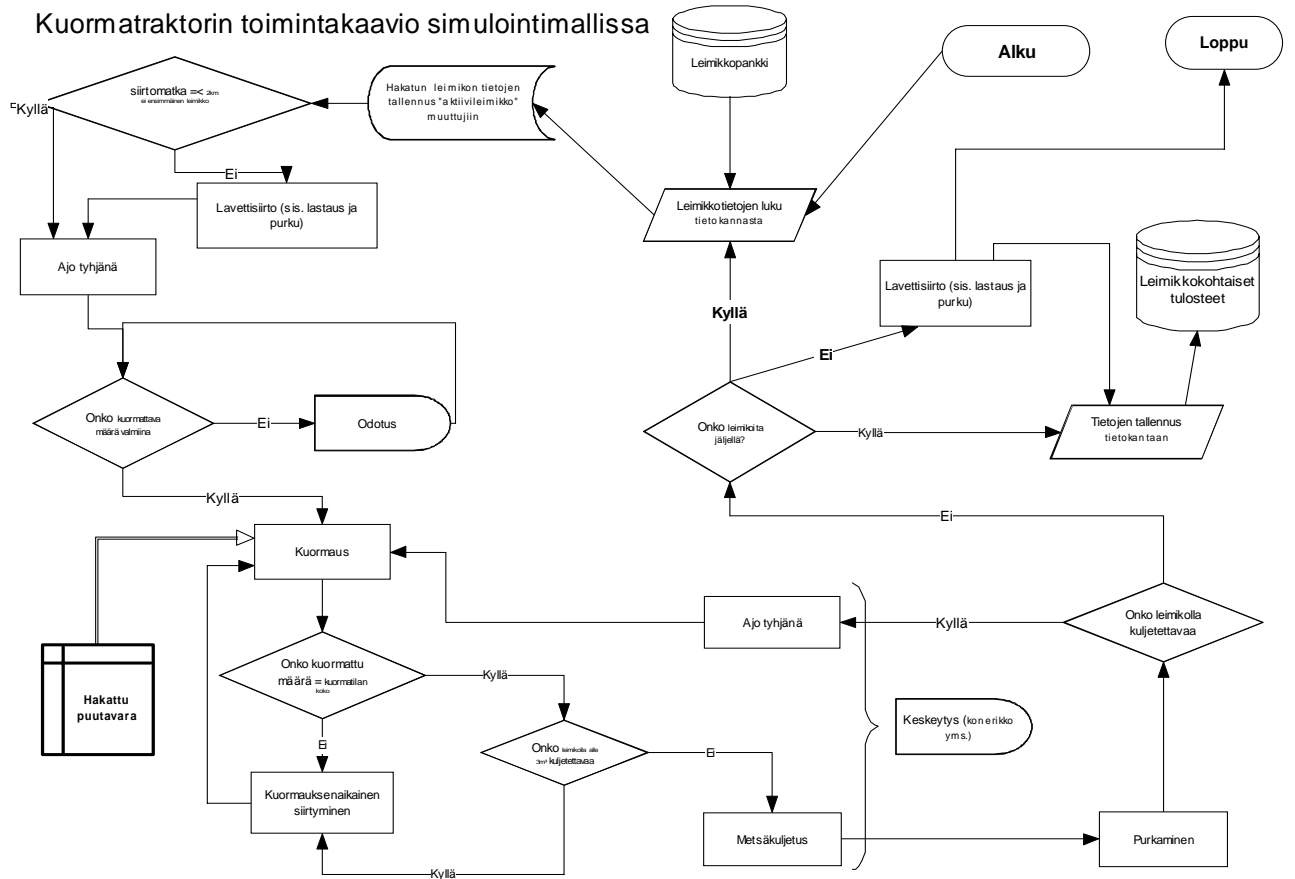 Kuormatraktorin toimintakaavio simulointimallissa
Leimikkopankki
Alku
Loppu
siirtomatka =< 2km
ei ensimmäinen leimikko
Kyllä
Hakatun leimikon tietojen
tallennus "aktiivileimikko"
muuttujiin
Ei
Lavettisiirto (sis. lastaus ja
purku)
Leimikkotietojen luku
tietokannasta
Ajo tyhjänä
Lavettisiirto (sis. lastaus ja
purku)
Leimikkokohtaiset
tulosteet
Kyllä
Ei
Onko kuormattava
määrä valmiina
Ei
Odotus
Onko leimikoita
jäljellä?
Kyllä
Tietojen tallennus
tietokantaan
Kyllä
Ei
Kuormaus
Ajo tyhjänä
Kyllä
Onko leimikolla
kuljetettavaa
Hakattu
puutavara
Onko kuormattu
määrä = kuormatilan
koko
Kyllä
Keskeytys (konerikko
yms.)
Ei
Onko leimikolla alle
3m³ kuljetettavaa
Ei
Kuormauksenaikainen
siirtyminen
Metsäkuljetus
Purkaminen
Kyllä